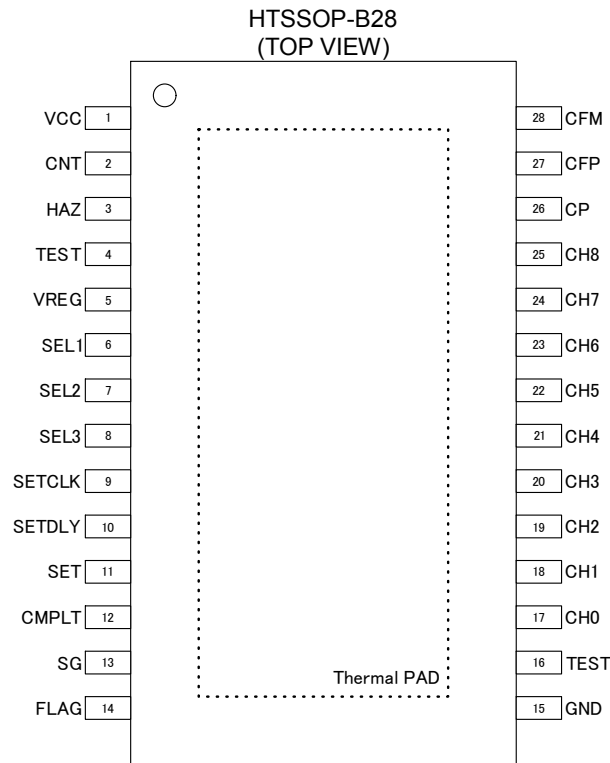 HTSSOP-B28
(TOP VIEW)
VCC 1 28 CFM
CNT 2 27 CFP
HAZ 3 26 CP
TEST 4 25 CH8
VREG 5 24 CH7
SEL1 6 23 CH6
SEL2 7 22 CH5
SEL3 8 21 CH4
SETCLK 9 20 CH3
SETDLY 10 19 CH2
SET 11 18 CH1
CMPLT 12 17 CH0
SG 13 16 TEST
Thermal PAD
FLAG 14 15 GND